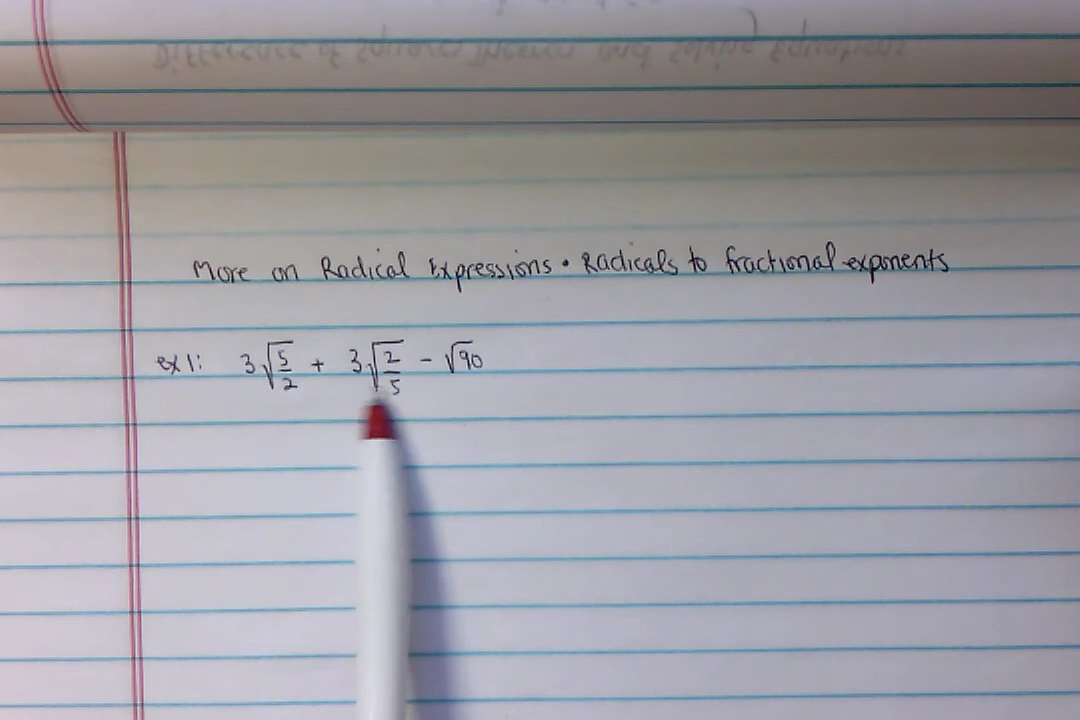 More on Radical Expressions • Radicals to fractional exponents
ex 1: 3√(5/2) + 3√(2/5) - √90